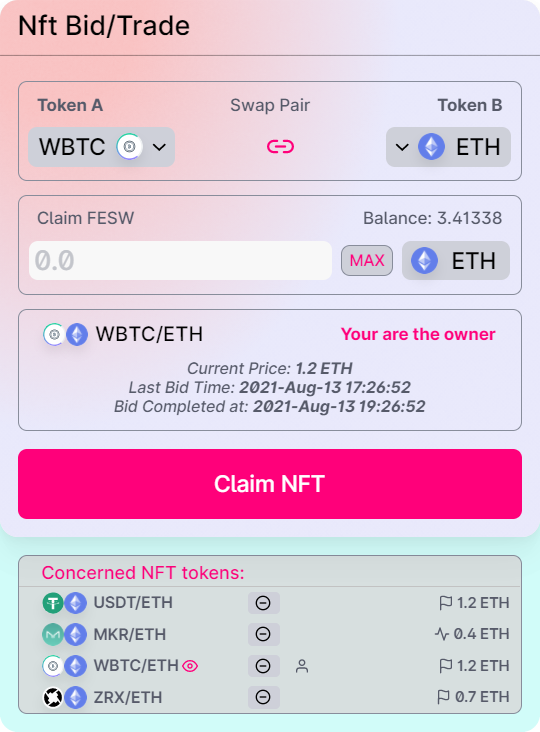 Nft Bid/Trade
Token A Swap Pair Token B
WBTC ETH
Claim FESW Balance: 3.41338
0.0 MAX ETH
WBTC/ETH Your are the owner
Current Price: 1.2 ETH
Last Bid Time: 2021-Aug-13 17:26:52
Bid Completed at: 2021-Aug-13 19:26:52
Claim NFT
Concerned NFT tokens:
USDT/ETH 1.2 ETH
MKR/ETH 0.4 ETH
WBTC/ETH 1.2 ETH
ZRX/ETH 0.7 ETH